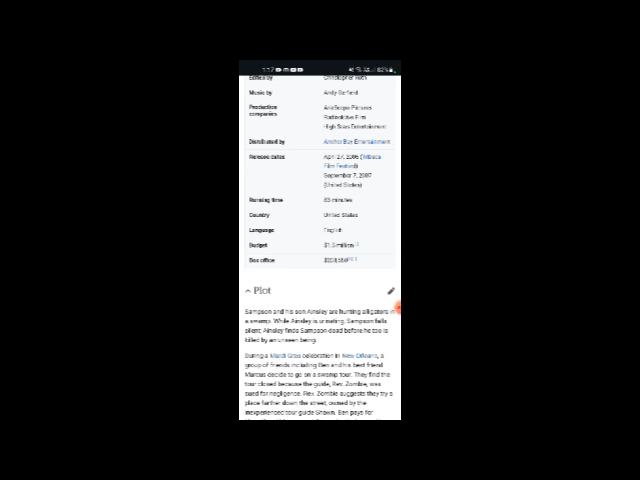 Edited by Christopher Roth
Music by Andy Garfield
Production companies
ArieScope Pictures
Radioaktive Film
High Seas Entertainment
Distributed by Anchor Bay Entertainment
Release dates April 27, 2006 (Tribeca
Film Festival)
September 7, 2007
(United States)
Running time 85 minutes
Country United States
Language English
Budget $1.5 million
Box office
Plot
Sampson and his son Ainsley are hunting alligators in
a swamp. While Ainsley is urinating, Sampson falls
silent; Ainsley finds Sampson dead before he too is
killed by an unseen being.
During a Mardi Gras celebration in New Orleans, a
group of friends including Ben and his best friend
Marcus decide to go on a swamp tour. They find the
tour closed because the guide, Rev. Zombie, was
sued for negligence. Rev. Zombie suggests they try a
place farther down the street, owned by the
inexperienced tour guide Shawn. Ben pays for